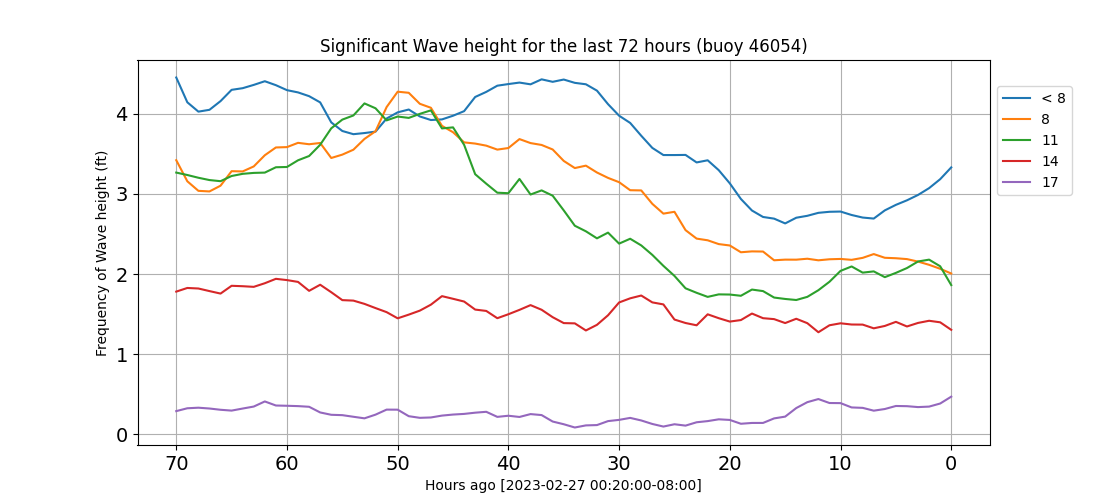 Significant Wave height for the last 72 hours (buoy 46054)
Frequency of Wave height (ft)
4
3
2
1
0
70 60 50 40 30 20 10 0
Hours ago [2023-02-27 00:20:00-08:00]
< 8
8
11
14
17